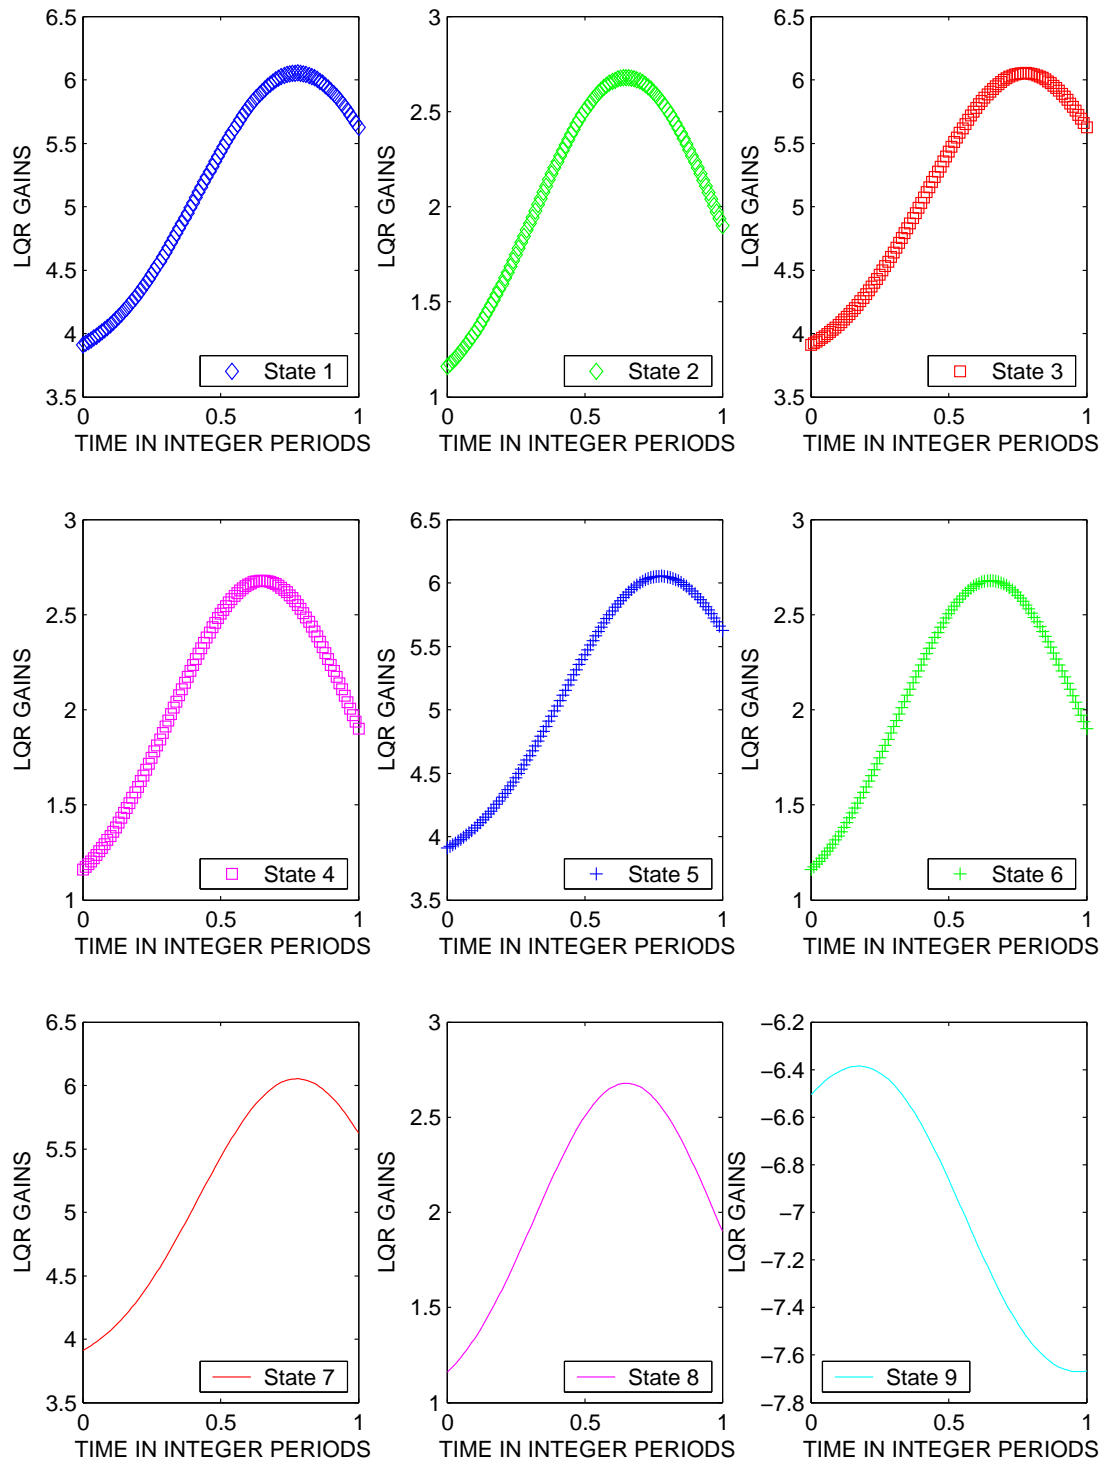 6.5
6
5.5
5
4.5
4
3.5
LQR GAINS
State 1
0 0.5 1
TIME IN INTEGER PERIODS
3
2.5
2
1.5
1
LQR GAINS
State 2
0 0.5 1
TIME IN INTEGER PERIODS
6.5
6
5.5
5
4.5
4
3.5
LQR GAINS
State 3
0 0.5 1
TIME IN INTEGER PERIODS
3
2.5
2
1.5
1
LQR GAINS
State 4
0 0.5 1
TIME IN INTEGER PERIODS
6.5
6
5.5
5
4.5
4
3.5
LQR GAINS
State 5
0 0.5 1
TIME IN INTEGER PERIODS
3
2.5
2
1.5
1
LQR GAINS
State 6
0 0.5 1
TIME IN INTEGER PERIODS
6.5
6
5.5
5
4.5
4
3.5
LQR GAINS
State 7
0 0.5 1
TIME IN INTEGER PERIODS
3
2.5
2
1.5
1
LQR GAINS
State 8
0 0.5 1
TIME IN INTEGER PERIODS
−6.2
−6.4
−6.6
−6.8
−7
−7.2
−7.4
−7.6
−7.8
LQR GAINS
State 9
0 0.5 1
TIME IN INTEGER PERIODS